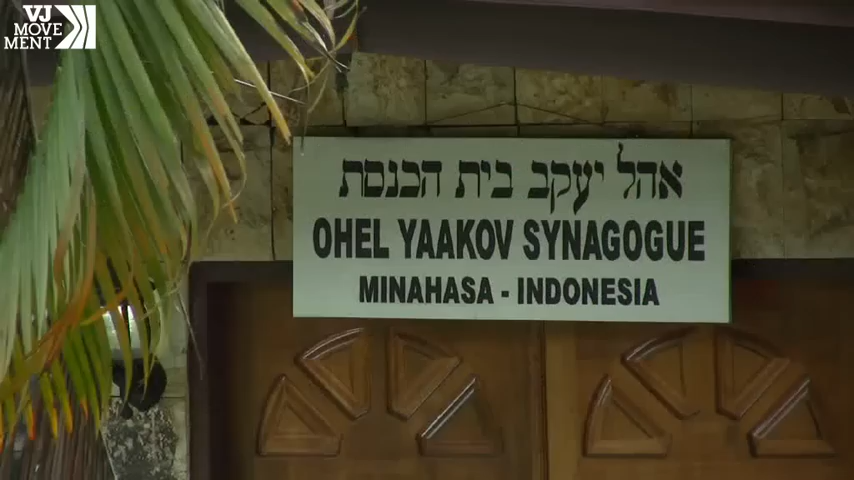 VJ
MOVE
MENT
אהל יעקב בית הכנסת
OHEL YAAKOV SYNAGOGUE
MINAHASA - INDONESIA